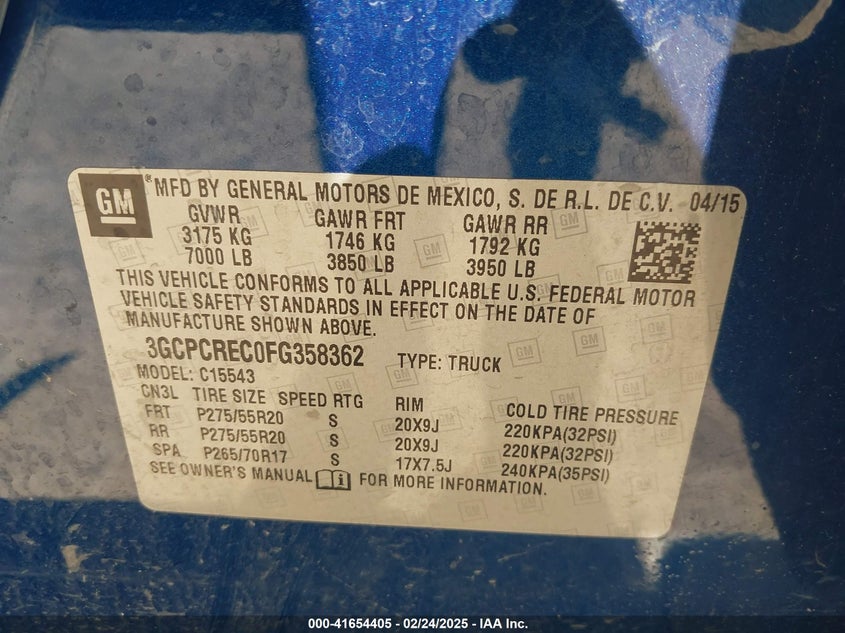 GM
® MFD BY GENERAL MOTORS DE MEXICO, S. DE R.L. DE C.V. 04/15
GVWR GAWR FRT GAWR RR
3175 KG 1746 KG 1792 KG
7000 LB 3850 LB 3950 LB
THIS VEHICLE CONFORMS TO ALL APPLICABLE U.S. FEDERAL MOTOR
VEHICLE SAFETY STANDARDS IN EFFECT ON THE DATE OF
MANUFACTURE SHOWN ABOVE.
3GCPCREC0FG358362 TYPE: TRUCK
MODEL: C15543
CN3L TIRE SIZE SPEED RTG RIM COLD TIRE PRESSURE
FRT P275/55R20 S 20X9J 220KPA(32PSI)
RR P275/55R20 S 20X9J 220KPA(32PSI)
SPA P265/70R17 S 17X7.5J 240KPA(35PSI)
SEE OWNER'S MANUAL FOR MORE INFORMATION.
000-41654405 - 02/24/2025 - IAA Inc.